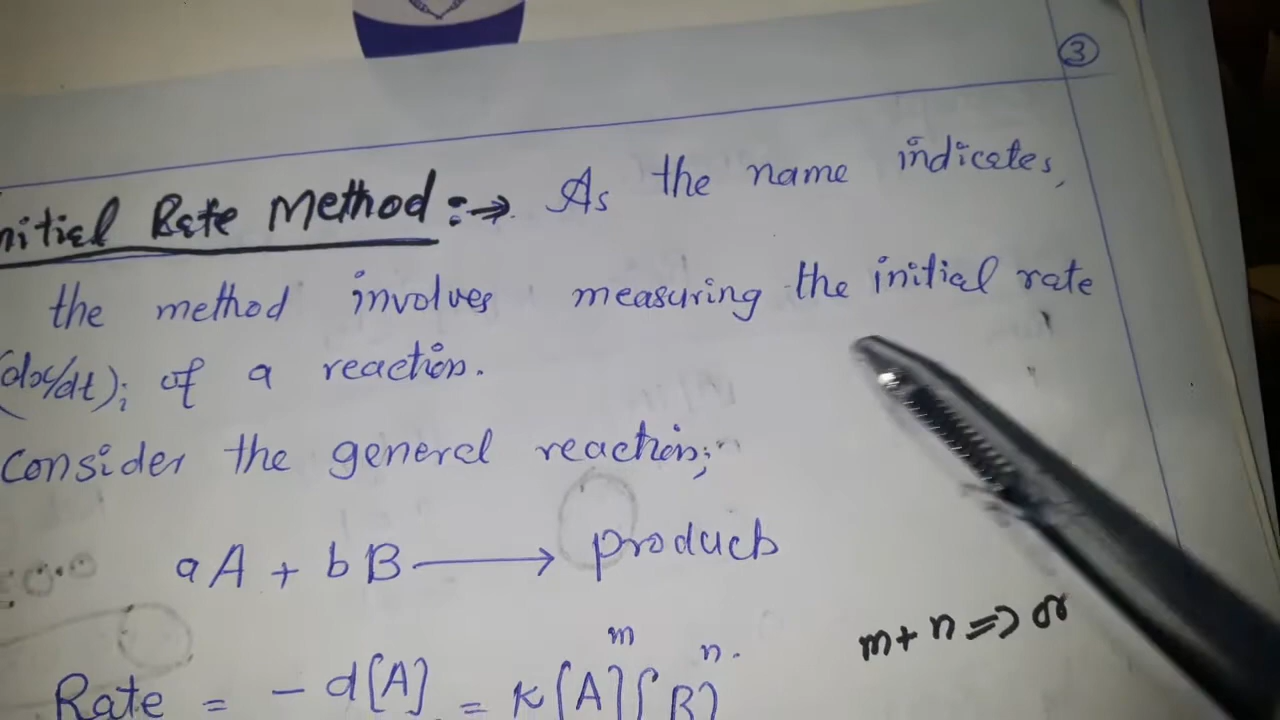 3
nitial Rate Method :→ As the name indicates,
the method involves measuring the initial rate
(dx/dt)i of a reaction.
Consider the general reaction;
aA + bB → products
m+n ⇒ or
Rate = - d[A] = K[A]^m [B]^n.